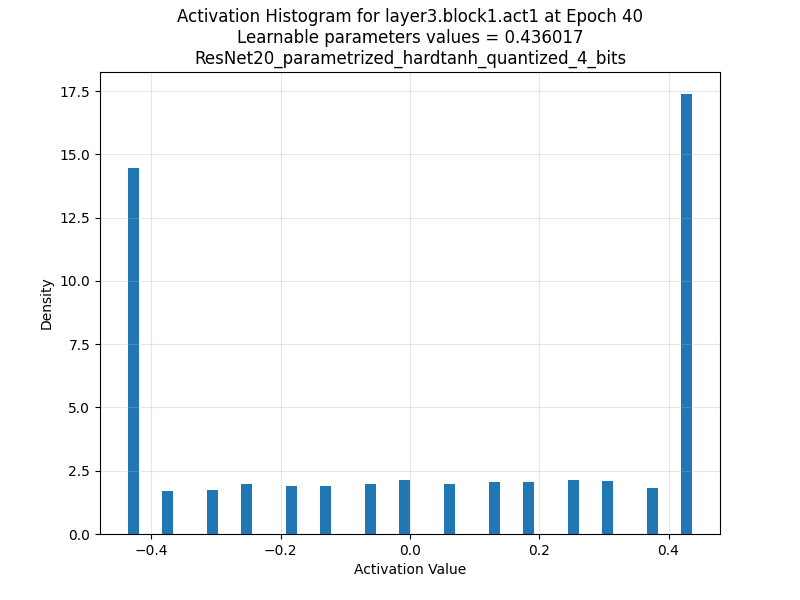 Activation Histogram for layer3.block1.act1 at Epoch 40
Learnable parameters values = 0.436017
ResNet20_parametrized_hardtanh_quantized_4_bits
17.5
15.0
12.5
10.0
7.5
5.0
2.5
0.0
Density
−0.4 −0.2 0.0 0.2 0.4
Activation Value